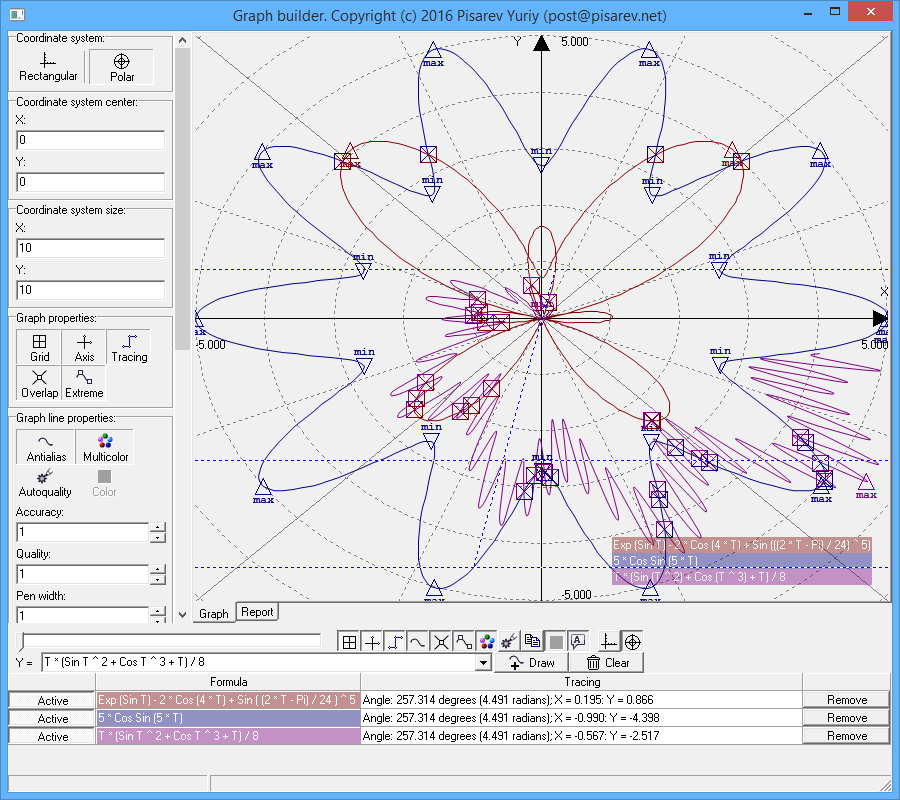 Graph builder. Copyright (c) 2016 Pisarev Yuriy (post@pisarev.net)
Coordinate system:
Rectangular
Polar
Coordinate system center:
X:
0
Y:
0
Coordinate system size:
X:
10
Y:
10
Graph properties:
Grid
Axis
Tracing
Overlap
Extreme
Graph line properties:
Antialias
Multicolor
Autoquality
Color
Accuracy:
1
Quality:
1
Pen width:
1
Y
5.000
max
max
max
max
max
max
min
min
min
min
min
X
-5.000
5.000
max
min
min
min
min
min
max
max
max
-5.000
Exp (Sin T) - 2 * Cos (4 * T) + Sin (((2 * T - Pi) / 24) ^ 5)
5 * Cos Sin (5 * T)
T * (Sin (T ^ 2) + Cos (T ^ 3) + T) / 8
Graph
Report
Y =
T * (Sin T ^ 2 + Cos T ^ 3 + T) / 8
Draw
Clear
Formula
Tracing
Active
Exp (Sin T) - 2 * Cos (4 * T) + Sin ( (2 * T - Pi) / 24 ) ^ 5
Angle: 257.314 degrees (4.491 radians); X = 0.195: Y = 0.866
Remove
Active
5 * Cos Sin (5 * T)
Angle: 257.314 degrees (4.491 radians); X = -0.990: Y = -4.398
Remove
Active
T * (Sin T ^ 2 + Cos T ^ 3 + T) / 8
Angle: 257.314 degrees (4.491 radians); X = -0.567: Y = -2.517
Remove